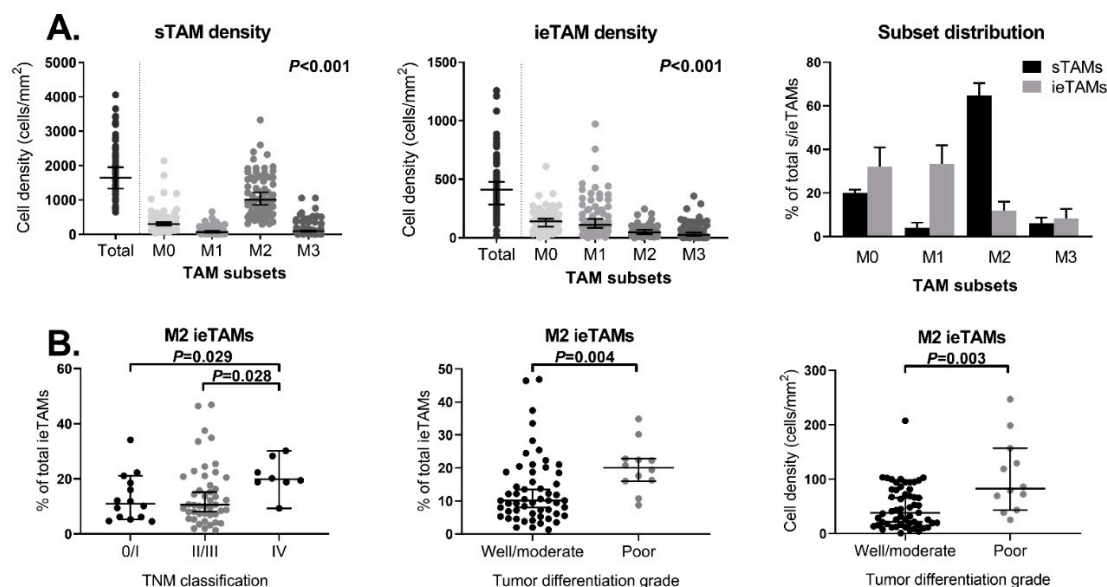 A.
sTAM density
P<0.001
Cell density (cells/mm²)
5000
4000
3000
2000
1000
0
Total M0 M1 M2 M3
TAM subsets
ieTAM density
P<0.001
Cell density (cells/mm²)
1500
1000
500
0
Total M0 M1 M2 M3
TAM subsets
Subset distribution
sTAMs
ieTAMs
% of total s/ieTAMs
80
60
40
20
0
M0 M1 M2 M3
TAM subsets
B.
M2 ieTAMs
P=0.029
P=0.028
% of total ieTAMs
60
40
20
0
0/I II/III IV
TNM classification
M2 ieTAMs
P=0.004
% of total ieTAMs
50
40
30
20
10
0
Well/moderate Poor
Tumor differentiation grade
M2 ieTAMs
P=0.003
Cell density (cells/mm²)
300
200
100
0
Well/moderate Poor
Tumor differentiation grade